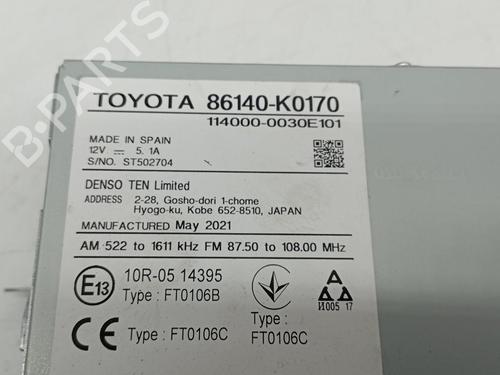 TOYOTA 86140-K0170
114000-0030E101
MADE IN SPAIN
12V ⎓ 5. 1A
S/NO. ST502704
DENSO TEN Limited
ADDRESS 2-28, Gosho-dori 1-chome
Hyogo-ku, Kobe 652-8510, JAPAN
MANUFACTURED May 2021
AM 522 to 1611 kHz FM 87.50 to 108.00 MHz
E13 10R-05 14395
Type : FT0106B
CE Type : FT0106C
Type :
FT0106C
И005 17
B-Parts